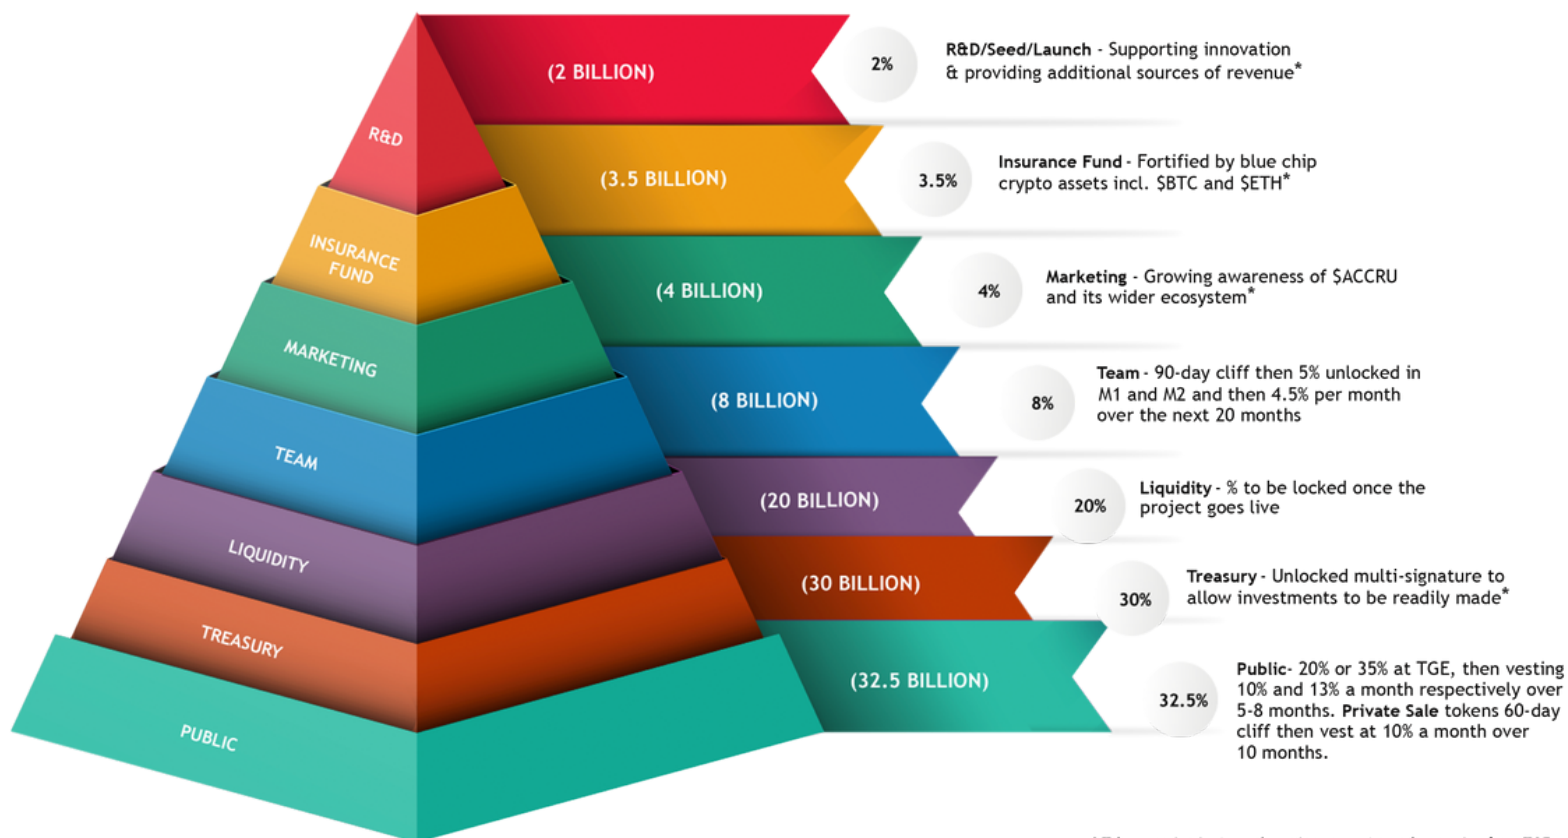 (2 BILLION)
2%
R&D/Seed/Launch - Supporting innovation
& providing additional sources of revenue*
R&D
(3.5 BILLION)
3.5%
Insurance Fund - Fortified by blue chip
crypto assets incl. $BTC and $ETH*
INSURANCE
FUND
(4 BILLION)
4%
Marketing - Growing awareness of $ACCRU
and its wider ecosystem*
MARKETING
(8 BILLION)
8%
Team - 90-day cliff then 5% unlocked in
M1 and M2 and then 4.5% per month
over the next 20 months
TEAM
(20 BILLION)
20%
Liquidity - % to be locked once the
project goes live
LIQUIDITY
(30 BILLION)
30%
Treasury - Unlocked multi-signature to
allow investments to be readily made*
TREASURY
(32.5 BILLION)
32.5%
Public- 20% or 35% at TGE, then vesting
10% and 13% a month respectively over
5-8 months. Private Sale tokens 60-day
cliff then vest at 10% a month over
10 months.
PUBLIC